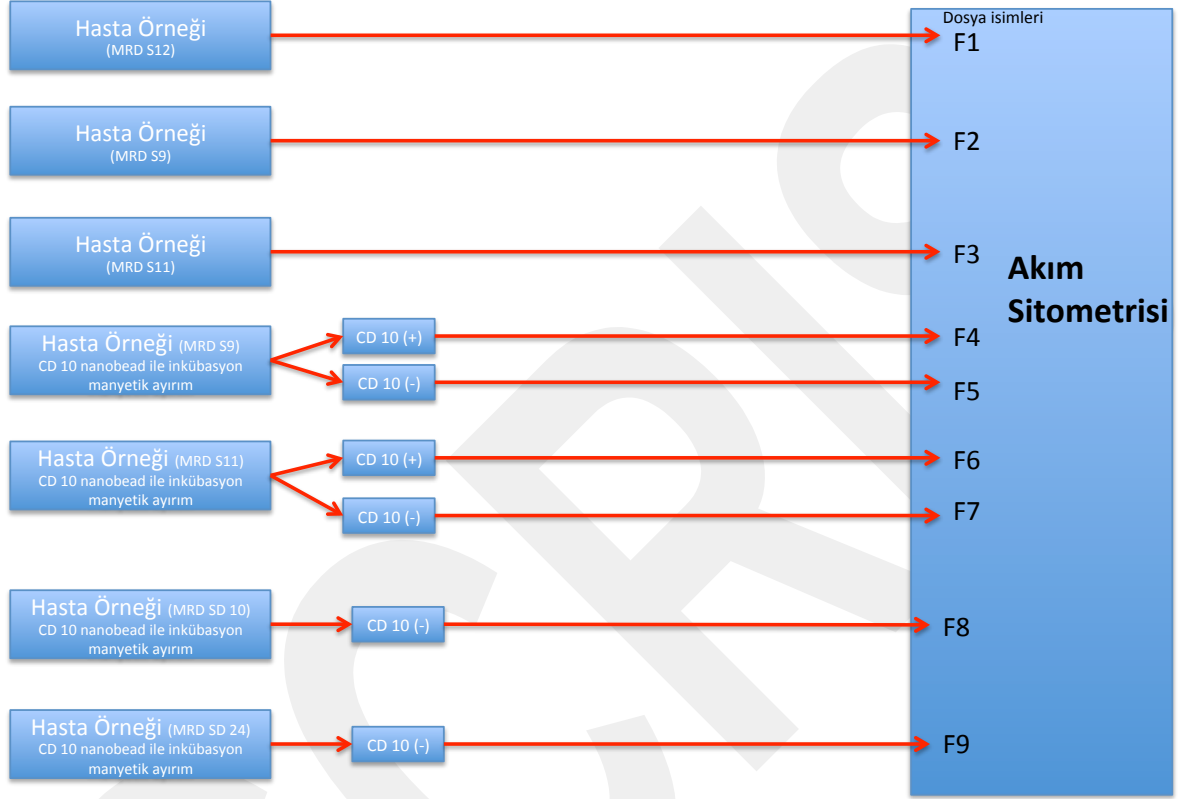 Hasta Örneği
(MRD S12)
Dosya isimleri
F1
Hasta Örneği
(MRD S9)
F2
Hasta Örneği
(MRD S11)
F3
Akım
Sitometrisi
Hasta Örneği (MRD S9)
CD 10 nanobead ile inkübasyon
manyetik ayırım
CD 10 (+)
F4
CD 10 (-)
F5
Hasta Örneği (MRD S11)
CD 10 nanobead ile inkübasyon
manyetik ayırım
CD 10 (+)
F6
CD 10 (-)
F7
Hasta Örneği (MRD SD 10)
CD 10 nanobead ile inkübasyon
manyetik ayırım
CD 10 (-)
F8
Hasta Örneği (MRD SD 24)
CD 10 nanobead ile inkübasyon
manyetik ayırım
CD 10 (-)
F9